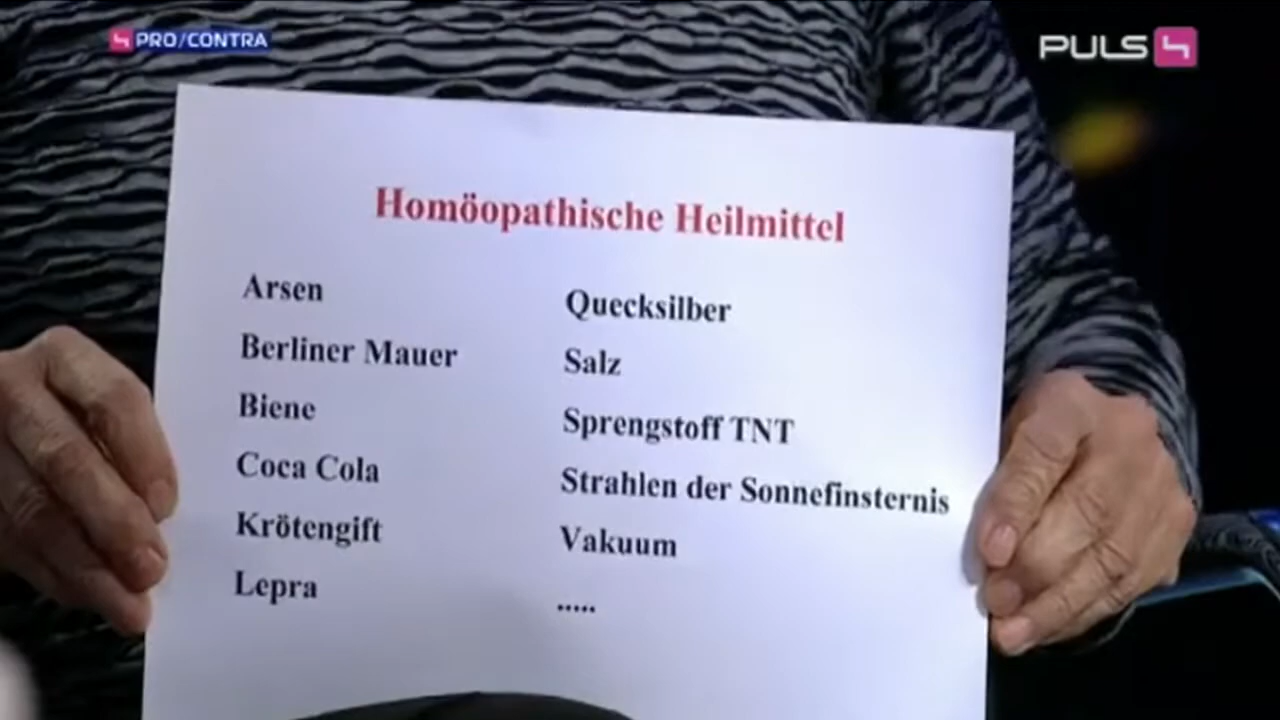 PRO/CONTRA
PULS 4
Homöopathische Heilmittel
Arsen
Berliner Mauer
Biene
Coca Cola
Krötengift
Lepra
Quecksilber
Salz
Sprengstoff TNT
Strahlen der Sonnefinsternis
Vakuum
.....